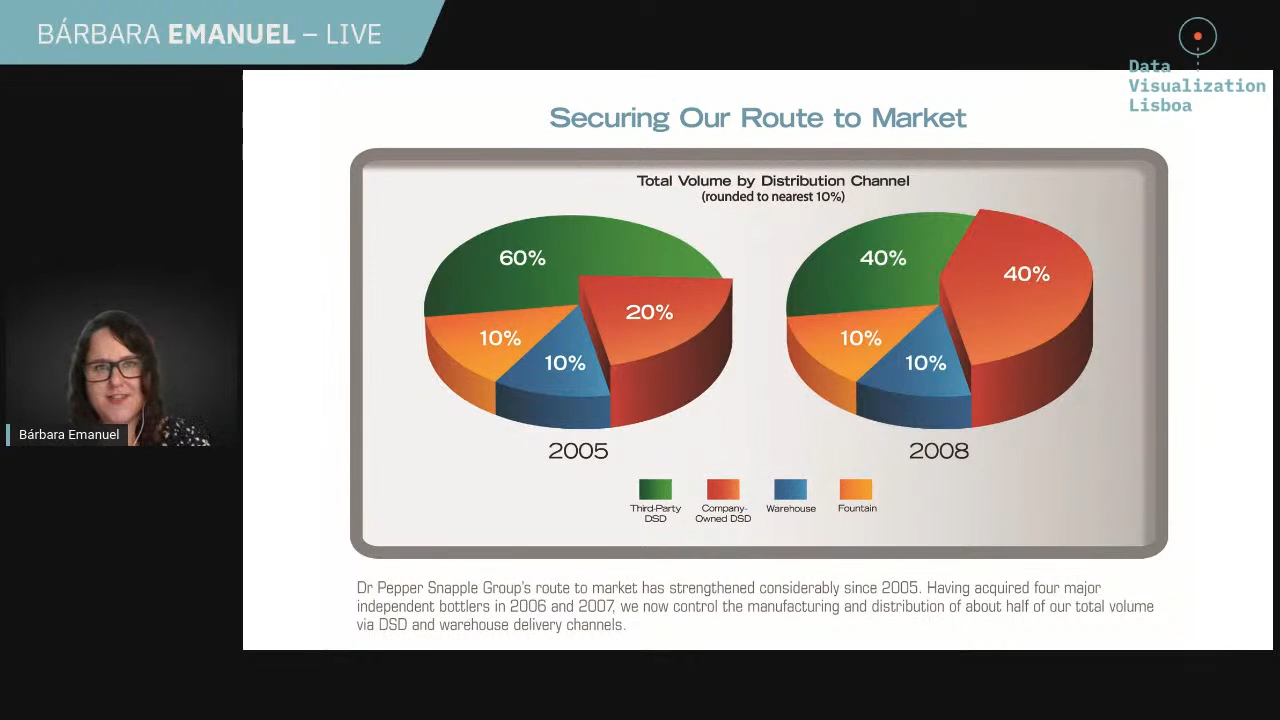 BÁRBARA EMANUEL – LIVE
Data
Visualization
Lisboa
Securing Our Route to Market
Total Volume by Distribution Channel
(rounded to nearest 10%)
60%
20%
10%
10%
40%
40%
10%
10%
2005
2008
Third-Party
DSD
Company-
Owned DSD
Warehouse
Fountain
Dr Pepper Snapple Group's route to market has strengthened considerably since 2005. Having acquired four major
independent bottlers in 2006 and 2007, we now control the manufacturing and distribution of about half of our total volume
via DSD and warehouse delivery channels.
Bárbara Emanuel